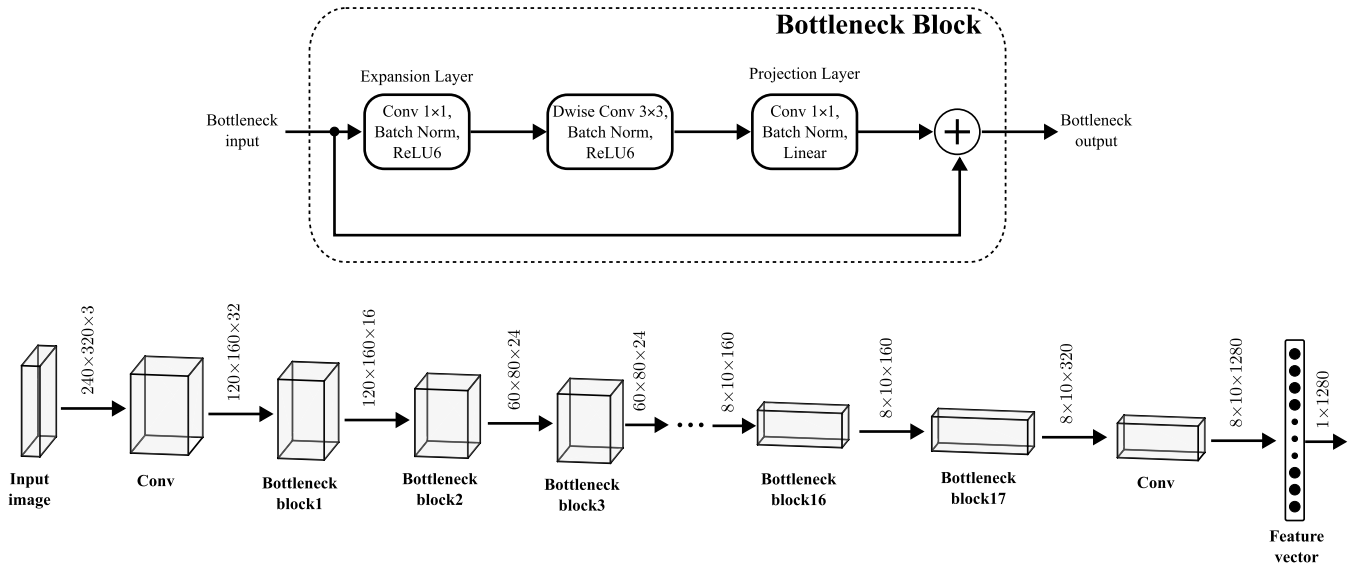 Bottleneck Block
Expansion Layer
Projection Layer
Bottleneck
input
Conv 1×1,
Batch Norm,
ReLU6
Dwise Conv 3×3,
Batch Norm,
ReLU6
Conv 1×1,
Batch Norm,
Linear
Bottleneck
output
240×320×3
120×160×32
120×160×16
60×80×24
60×80×24
8×10×160
8×10×160
8×10×320
8×10×1280
1×1280
Input
image
Conv
Bottleneck
block1
Bottleneck
block2
Bottleneck
block3
Bottleneck
block16
Bottleneck
block17
Conv
Feature
vector